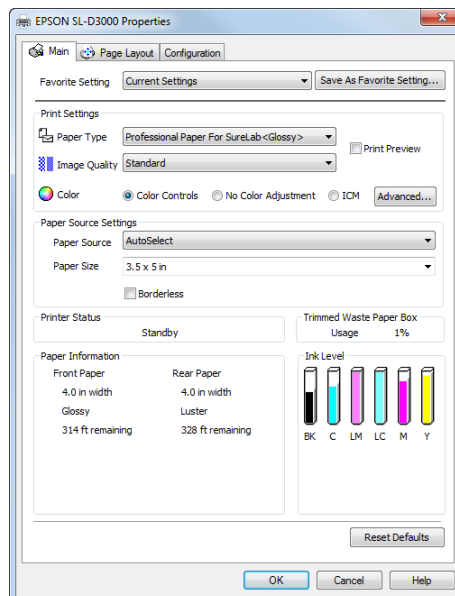 EPSON SL-D3000 Properties
Main Page Layout Configuration
Favorite Setting Current Settings Save As Favorite Setting...
Print Settings
Paper Type Professional Paper For SureLab<Glossy> Print Preview
Image Quality Standard
Color Color Controls No Color Adjustment ICM Advanced...
Paper Source Settings
Paper Source AutoSelect
Paper Size 3.5 x 5 in
Borderless
Printer Status Trimmed Waste Paper Box
Standby Usage 1%
Paper Information Ink Level
Front Paper Rear Paper
4.0 in width 4.0 in width
Glossy Luster
314 ft remaining 328 ft remaining
BK C LM LC M Y
Reset Defaults
OK Cancel Help